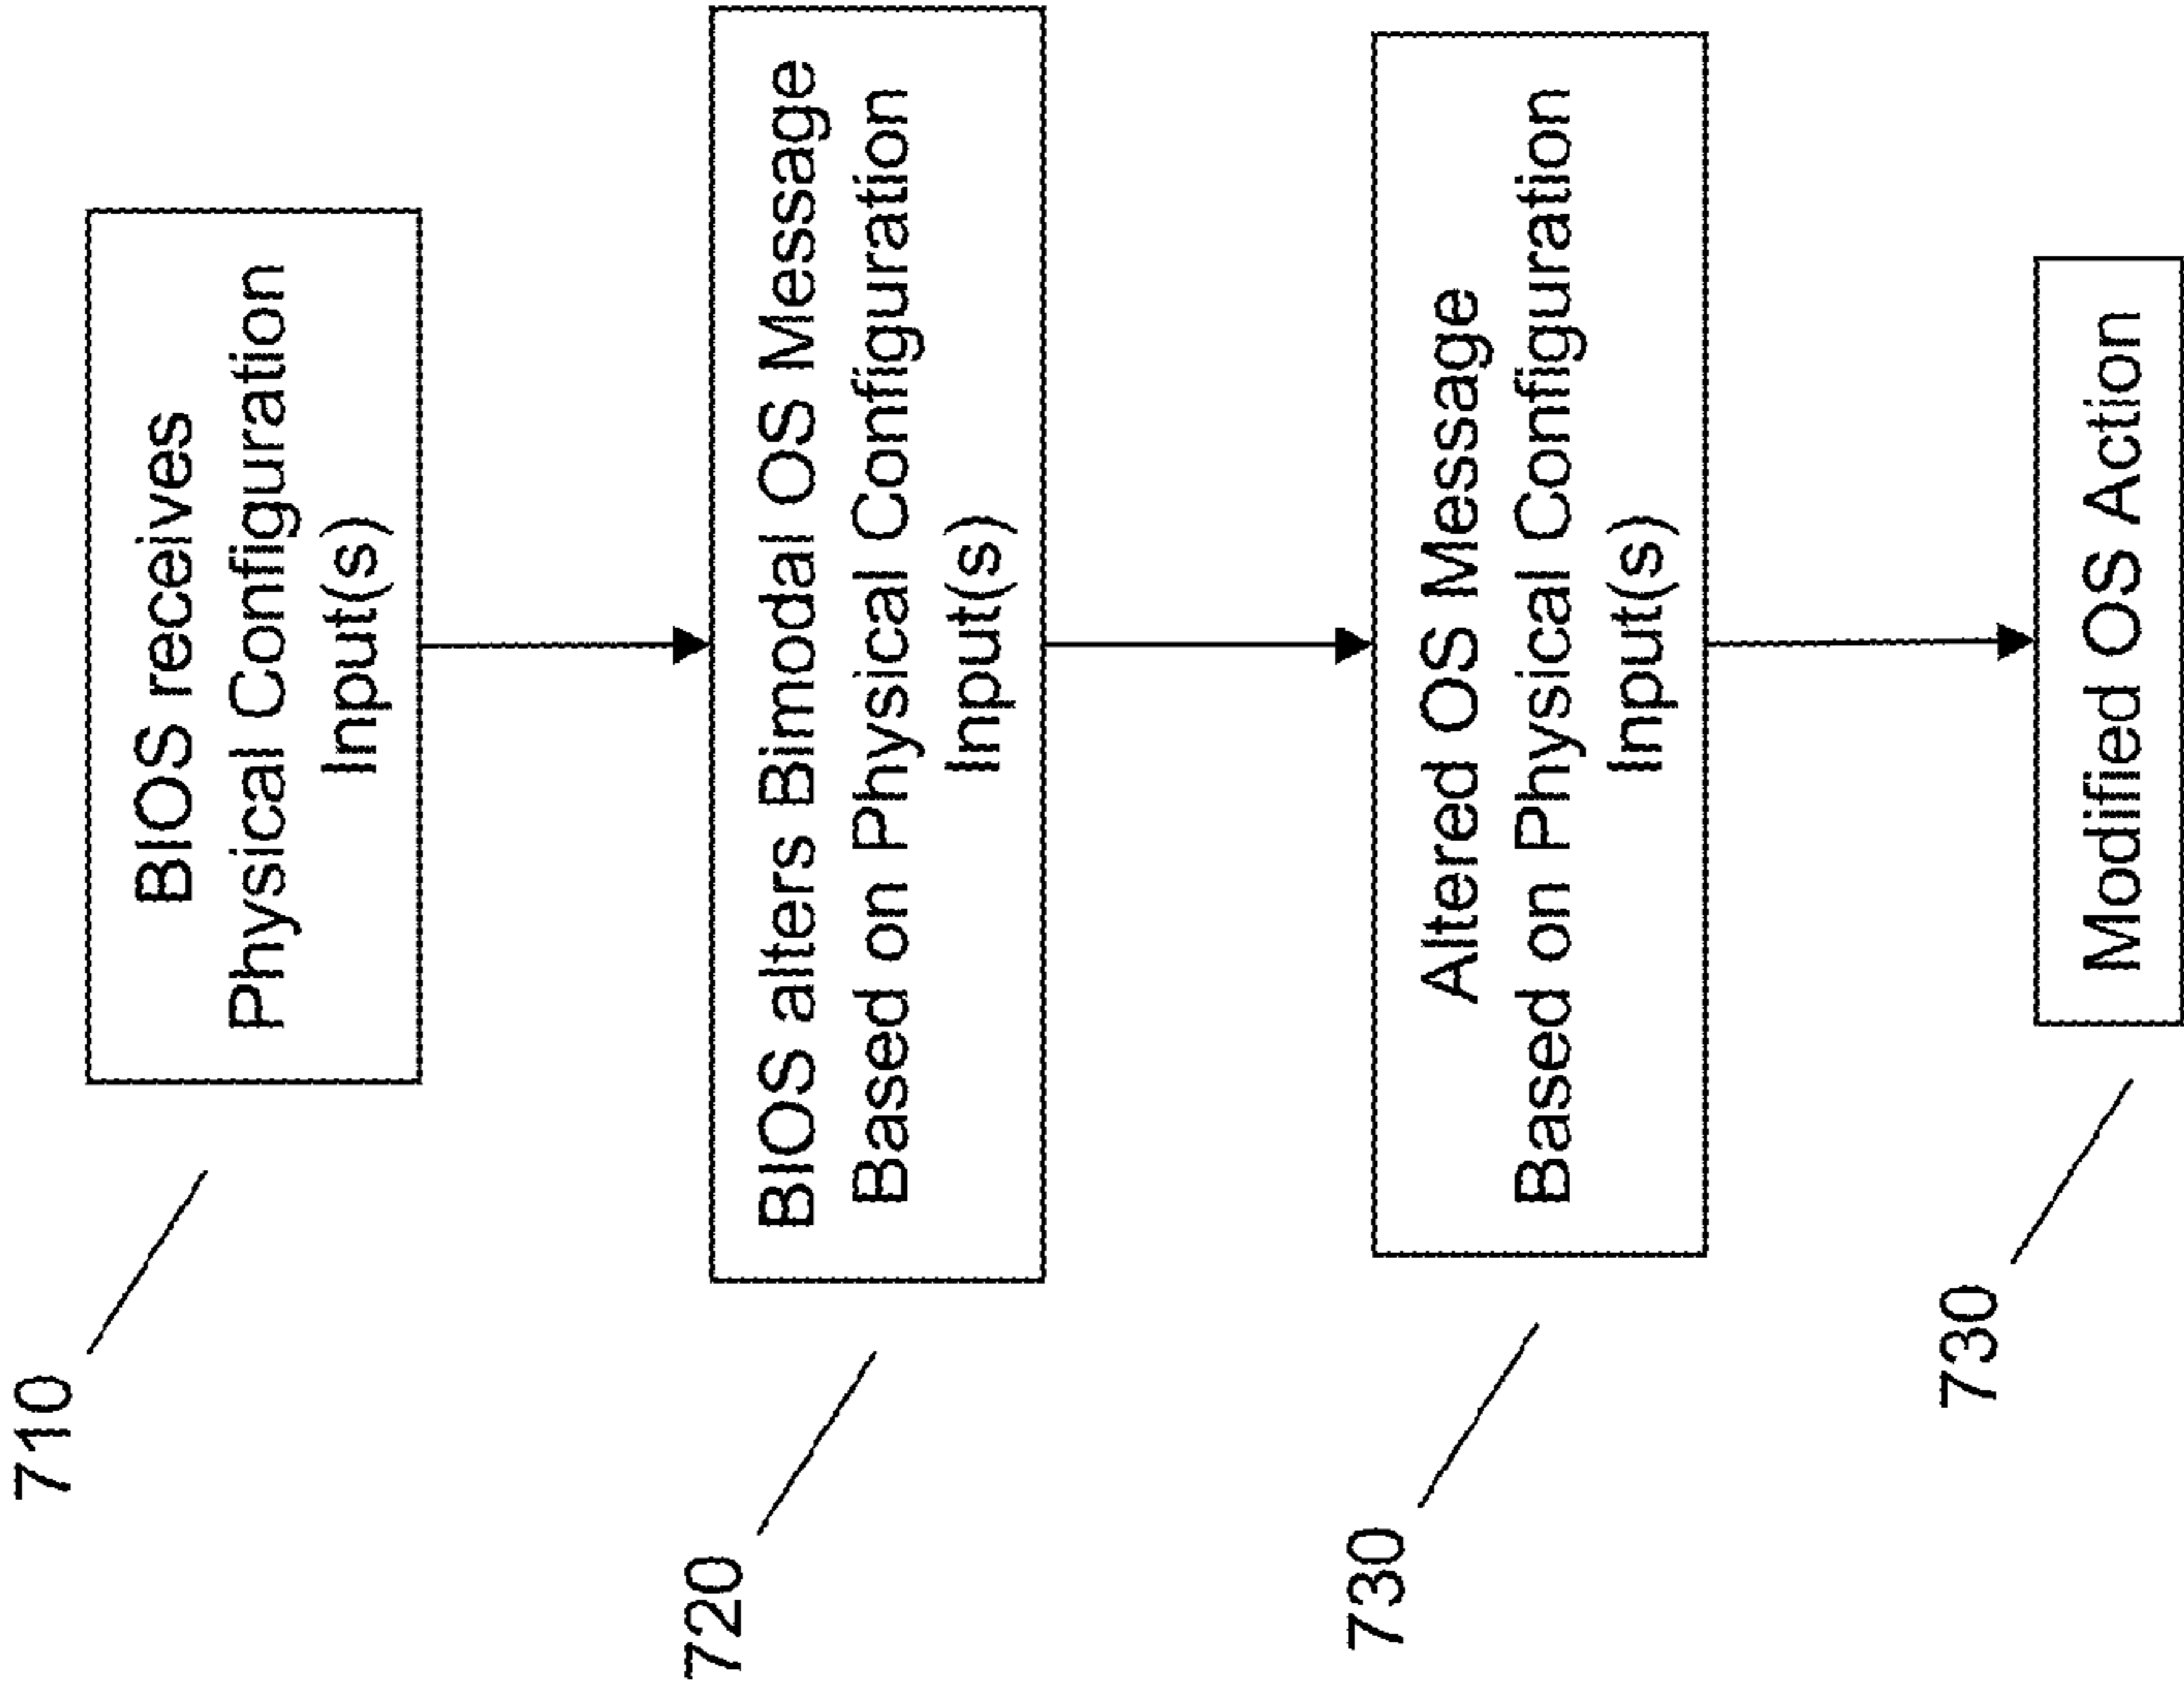 710
BIOS receives
Physical Configuration
Input(s)
720
BIOS alters Bimodal OS Message
Based on Physical Configuration
Input(s)
730
Altered OS Message
Based on Physical Configuration
Input(s)
730
Modified OS Action